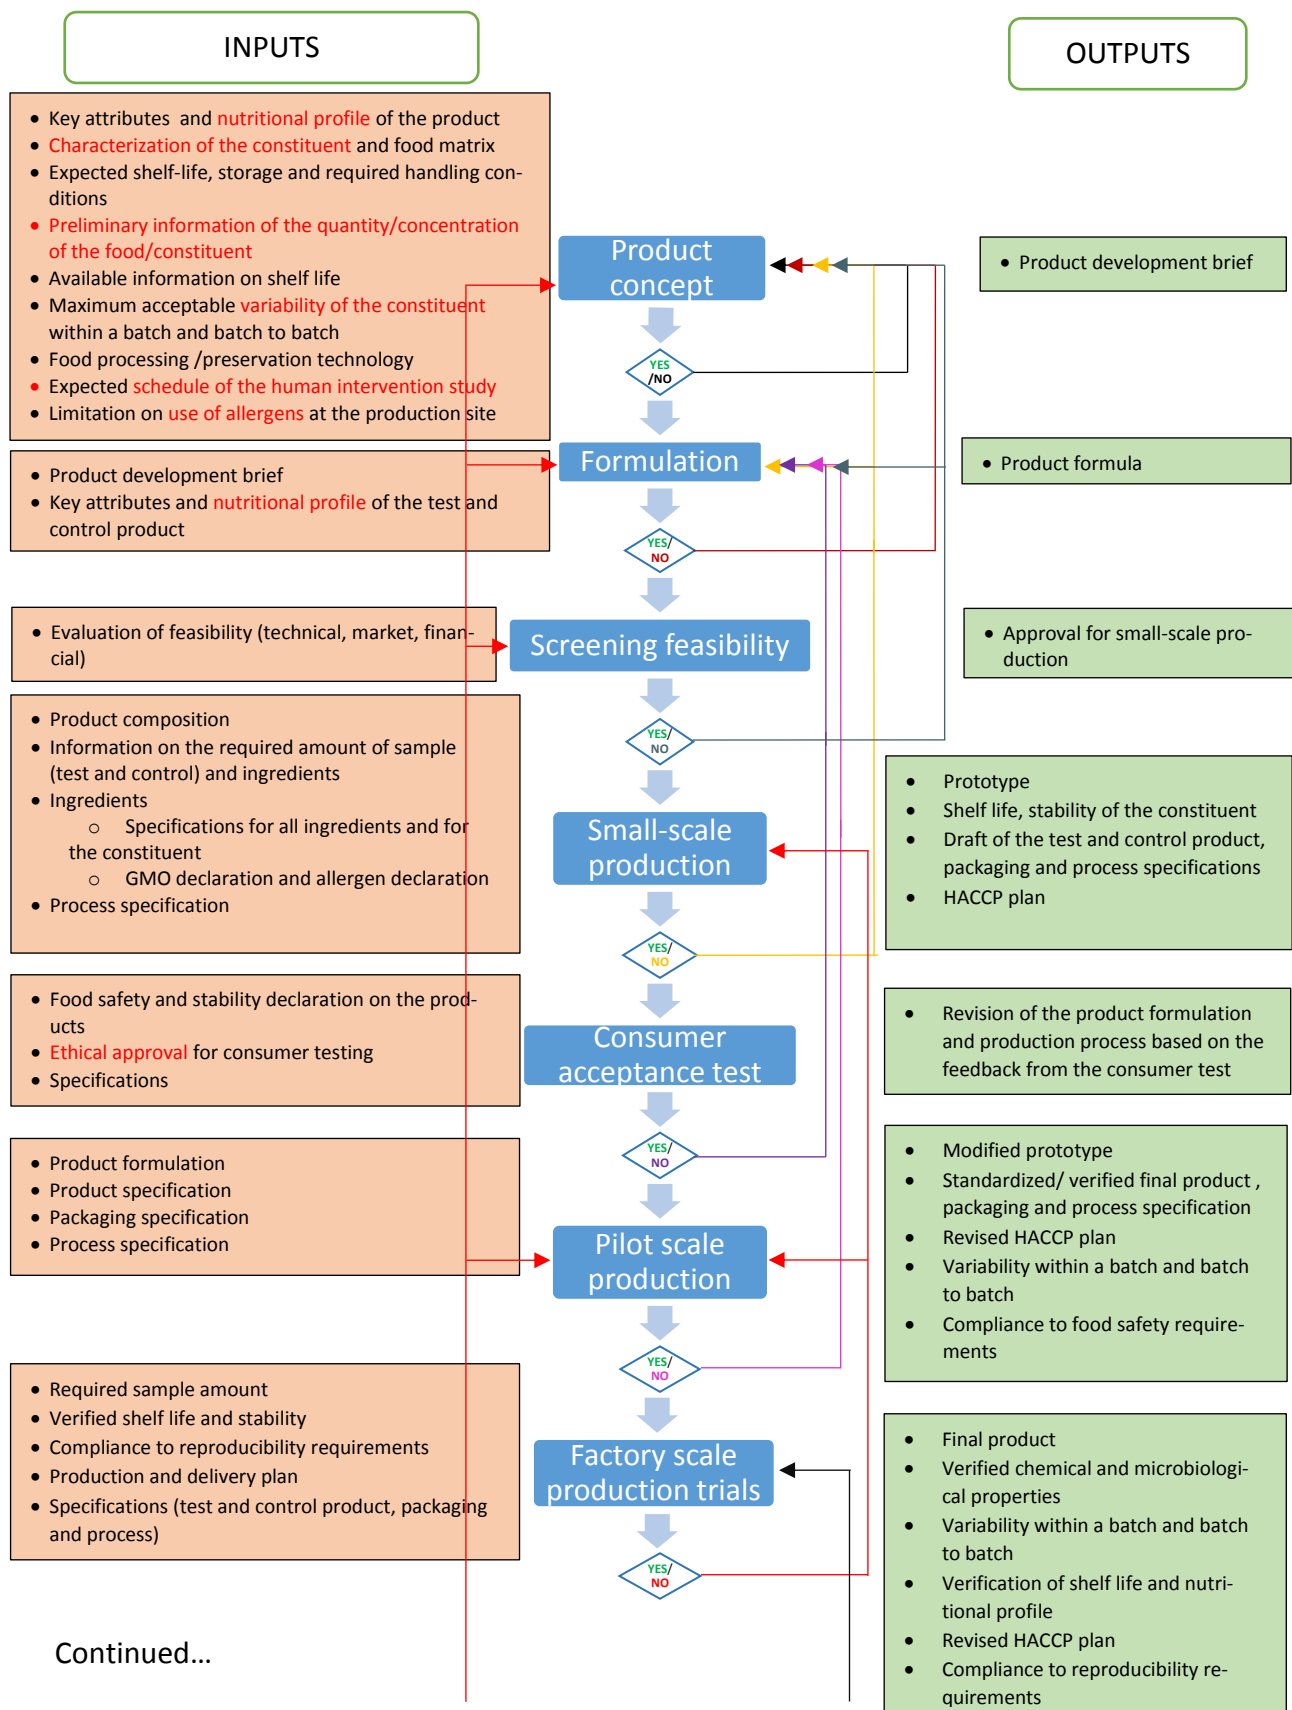 INPUTS
OUTPUTS
• Key attributes and nutritional profile of the product
• Characterization of the constituent and food matrix
• Expected shelf-life, storage and required handling con-
ditions
• Preliminary information of the quantity/concentration
of the food/constituent
• Available information on shelf life
• Maximum acceptable variability of the constituent
within a batch and batch to batch
• Food processing /preservation technology
• Expected schedule of the human intervention study
• Limitation on use of allergens at the production site
Product
concept
• Product development brief
YES
/NO
• Product development brief
• Key attributes and nutritional profile of the test and
control product
Formulation
• Product formula
YES/
NO
• Evaluation of feasibility (technical, market, finan-
cial)
Screening feasibility
• Approval for small-scale pro-
duction
YES/
NO
• Product composition
• Information on the required amount of sample
(test and control) and ingredients
• Ingredients
o Specifications for all ingredients and for
the constituent
o GMO declaration and allergen declaration
• Process specification
Small-scale
production
• Prototype
• Shelf life, stability of the constituent
• Draft of the test and control product,
packaging and process specifications
• HACCP plan
YES/
NO
• Food safety and stability declaration on the prod-
ucts
• Ethical approval for consumer testing
• Specifications
Consumer
acceptance test
• Revision of the product formulation
and production process based on the
feedback from the consumer test
YES/
NO
• Product formulation
• Product specification
• Packaging specification
• Process specification
Pilot scale
production
• Modified prototype
• Standardized/ verified final product ,
packaging and process specification
• Revised HACCP plan
• Variability within a batch and batch
to batch
• Compliance to food safety require-
ments
YES/
NO
• Required sample amount
• Verified shelf life and stability
• Compliance to reproducibility requirements
• Production and delivery plan
• Specifications (test and control product, packaging
and process)
Factory scale
production trials
• Final product
• Verified chemical and microbiologi-
cal properties
• Variability within a batch and batch
to batch
• Verification of shelf life and nutri-
tional profile
• Revised HACCP plan
• Compliance to reproducibility re-
quirements
YES/
NO
Continued...